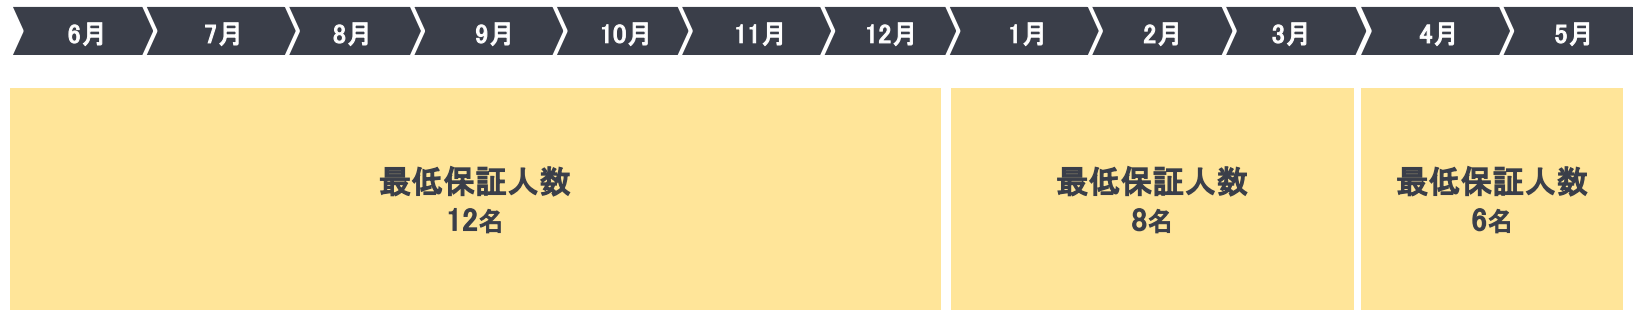 6月 7月 8月 9月 10月 11月 12月 1月 2月 3月 4月 5月
最低保証人数
12名
最低保証人数
8名
最低保証人数
6名